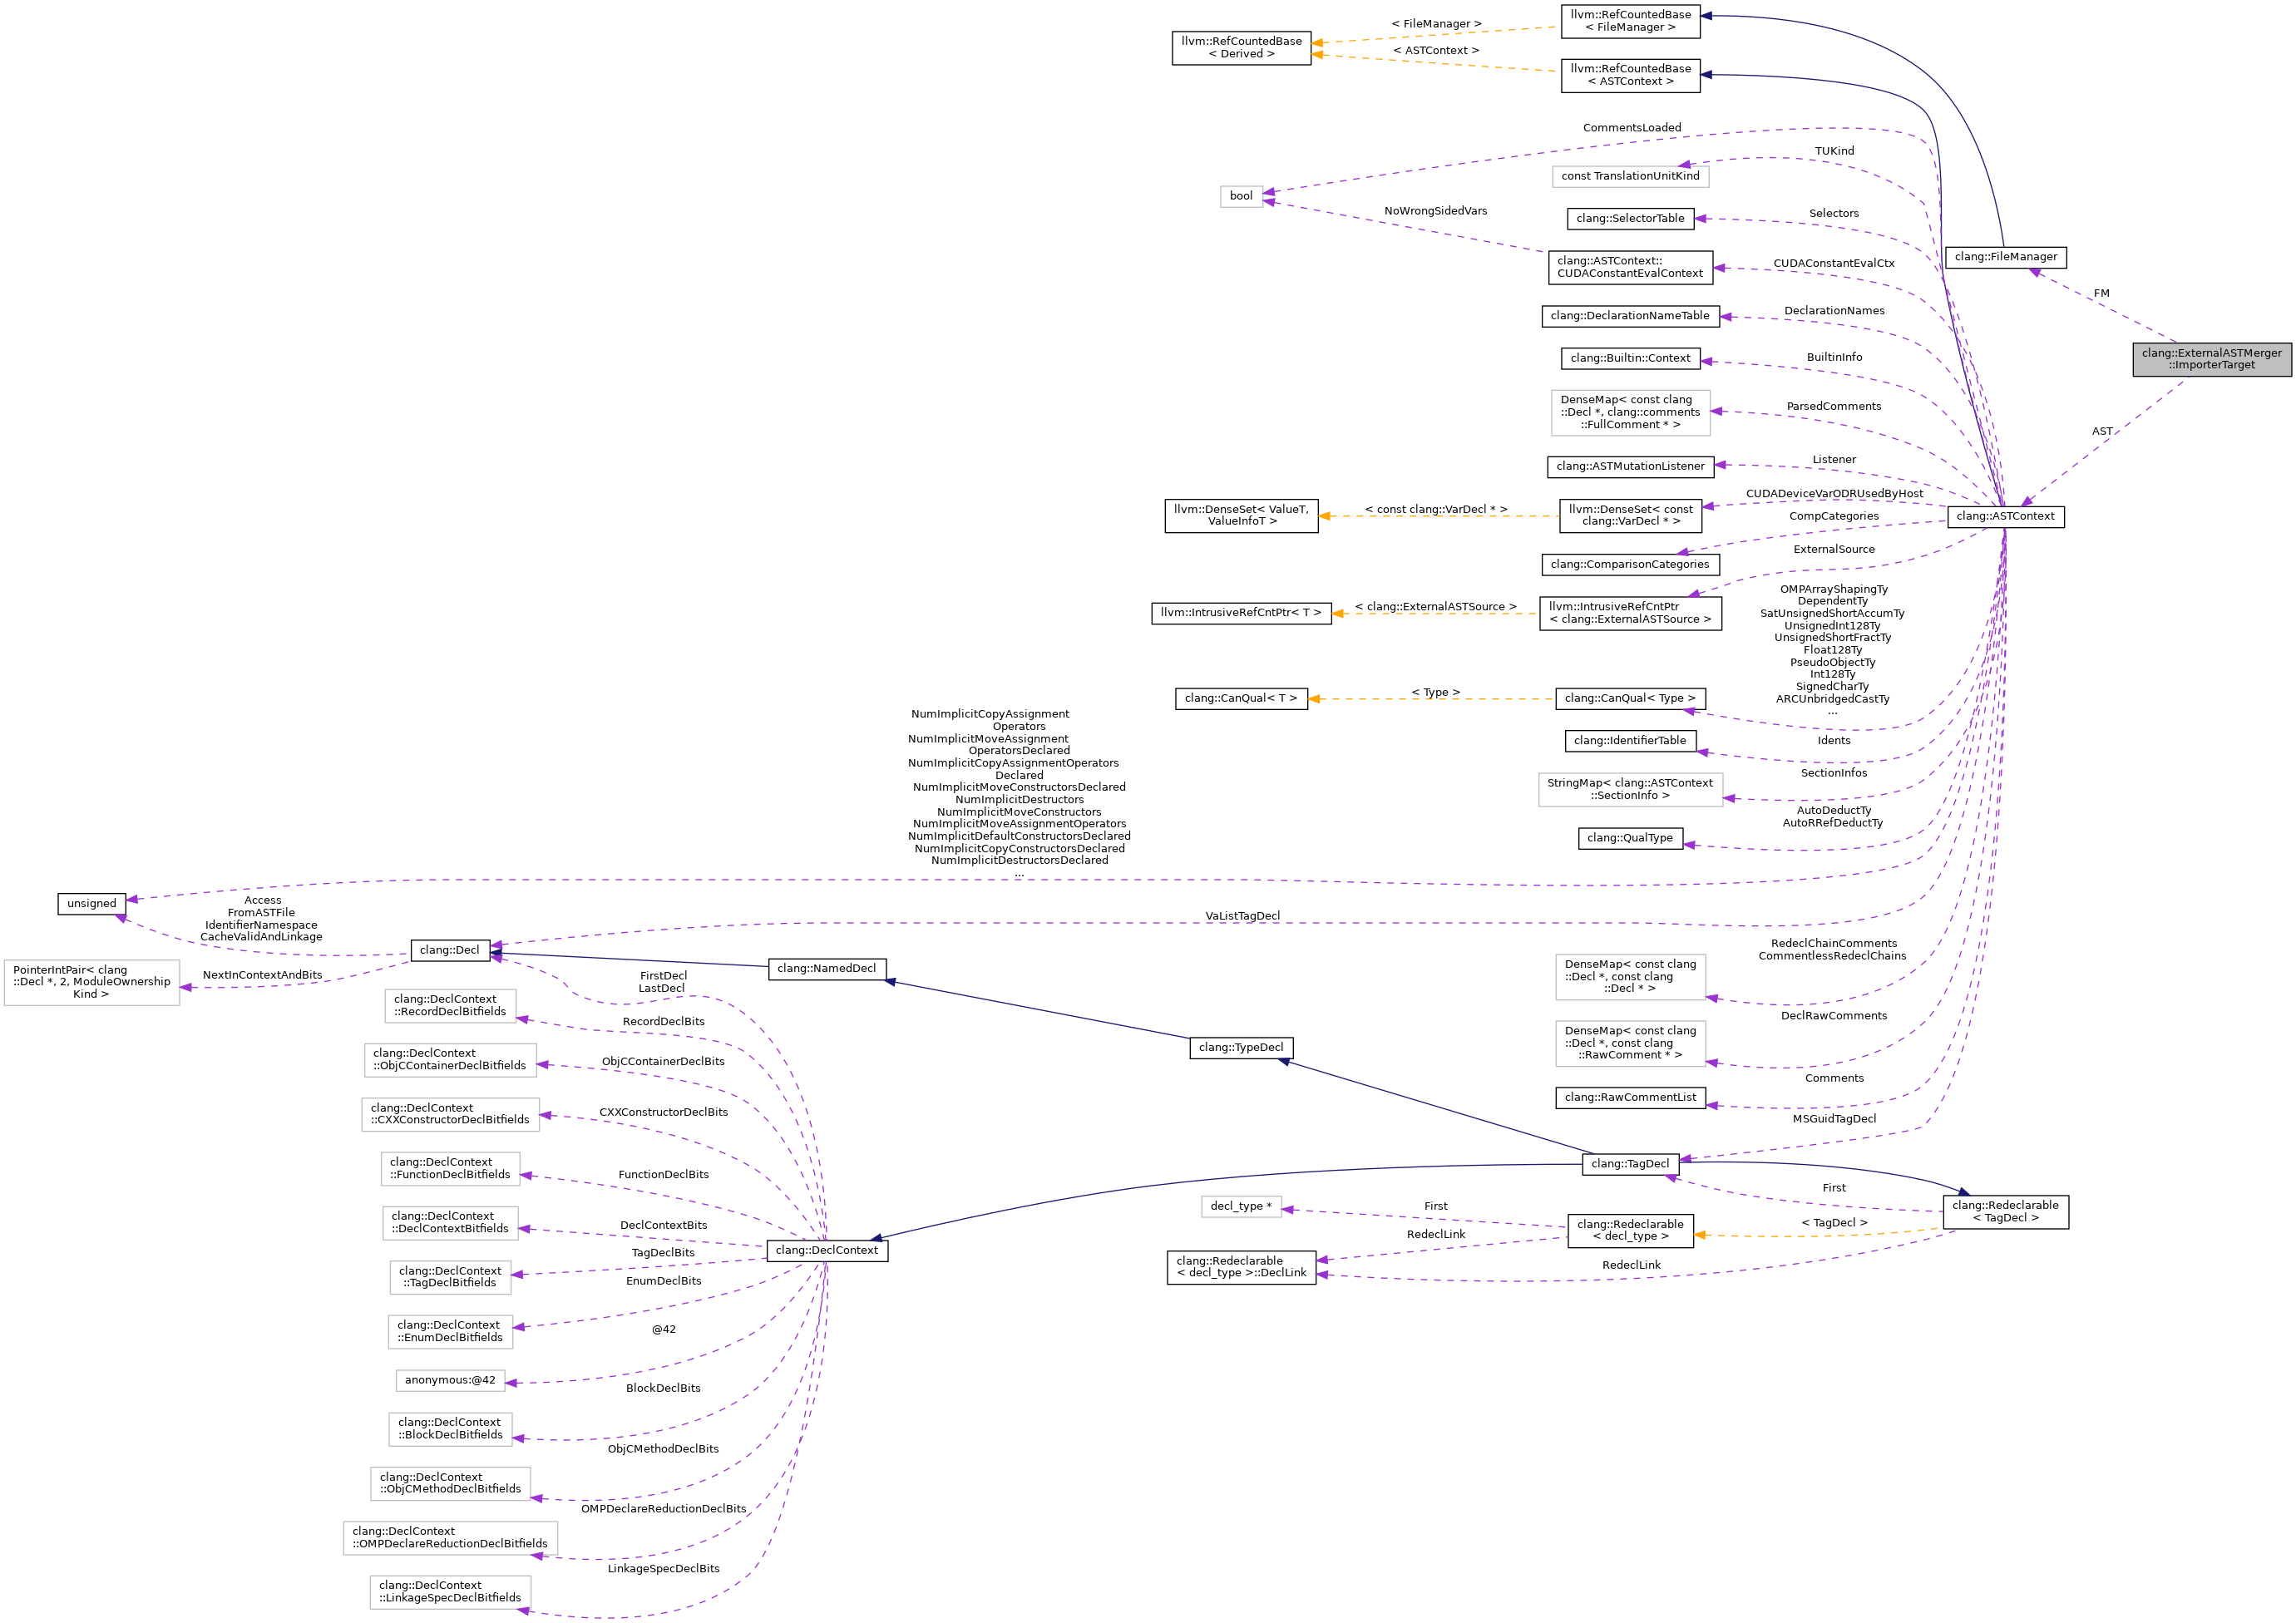 llvm::RefCountedBase
< FileManager >
< FileManager >
llvm::RefCountedBase
< Derived >
< ASTContext >
llvm::RefCountedBase
< ASTContext >
CommentsLoaded
TUKind
const TranslationUnitKind
bool
NoWrongSidedVars
Selectors
clang::SelectorTable
clang::ASTContext::
CUDAConstantEvalContext
CUDAConstantEvalCtx
clang::FileManager
FM
DeclarationNames
clang::DeclarationNameTable
BuiltinInfo
clang::Builtin::Context
clang::ExternalASTMerger
::ImporterTarget
DenseMap< const clang
::Decl *, clang::comments
::FullComment * >
ParsedComments
AST
Listener
clang::ASTMutationListener
CUDADeviceVarODRUsedByHost
llvm::DenseSet< ValueT,
ValueInfoT >
< const clang::VarDecl * >
llvm::DenseSet< const
clang::VarDecl * >
CompCategories
clang::ASTContext
ExternalSource
clang::ComparisonCategories
llvm::IntrusiveRefCntPtr< T >
< clang::ExternalASTSource >
llvm::IntrusiveRefCntPtr
< clang::ExternalASTSource >
OMPArrayShapingTy
DependentTy
SatUnsignedShortAccumTy
UnsignedInt128Ty
UnsignedShortFractTy
Float128Ty
PseudoObjectTy
Int128Ty
SignedCharTy
ARCUnbridgedCastTy
...
clang::CanQual< T >
< Type >
clang::CanQual< Type >
Idents
clang::IdentifierTable
SectionInfos
StringMap< clang::ASTContext
::SectionInfo >
AutoDeductTy
AutoRRefDeductTy
clang::QualType
NumImplicitCopyAssignment
Operators
NumImplicitMoveAssignment
OperatorsDeclared
NumImplicitCopyAssignmentOperators
Declared
NumImplicitMoveConstructorsDeclared
NumImplicitDestructors
NumImplicitMoveConstructors
NumImplicitMoveAssignmentOperators
NumImplicitDefaultConstructorsDeclared
NumImplicitCopyConstructorsDeclared
NumImplicitDestructorsDeclared
...
unsigned
Access
FromASTFile
IdentifierNamespace
CacheValidAndLinkage
VaListTagDecl
clang::Decl
clang::NamedDecl
PointerIntPair< clang
::Decl *, 2, ModuleOwnership
Kind >
NextInContextAndBits
FirstDecl
LastDecl
RedeclChainComments
CommentlessRedeclChains
DenseMap< const clang
::Decl *, const clang
::Decl * >
clang::DeclContext
::RecordDeclBitfields
RecordDeclBits
DeclRawComments
DenseMap< const clang
::Decl *, const clang
::RawComment * >
clang::TypeDecl
clang::DeclContext
::ObjCContainerDeclBitfields
ObjCContainerDeclBits
Comments
clang::RawCommentList
clang::DeclContext
::CXXConstructorDeclBitfields
CXXConstructorDeclBits
MSGuidTagDecl
clang::DeclContext
::FunctionDeclBitfields
FunctionDeclBits
clang::TagDecl
First
clang::Redeclarable
< TagDecl >
decl_type *
First
clang::Redeclarable
< decl_type >
< TagDecl >
clang::DeclContext
::DeclContextBitfields
DeclContextBits
clang::DeclContext
RedeclLink
clang::Redeclarable
< decl_type >::DeclLink
RedeclLink
TagDeclBits
clang::DeclContext
::TagDeclBitfields
EnumDeclBits
clang::DeclContext
::EnumDeclBitfields
@42
anonymous:@42
BlockDeclBits
clang::DeclContext
::BlockDeclBitfields
ObjCMethodDeclBits
clang::DeclContext
::ObjCMethodDeclBitfields
OMPDeclareReductionDeclBits
clang::DeclContext
::OMPDeclareReductionDeclBitfields
LinkageSpecDeclBits
clang::DeclContext
::LinkageSpecDeclBitfields